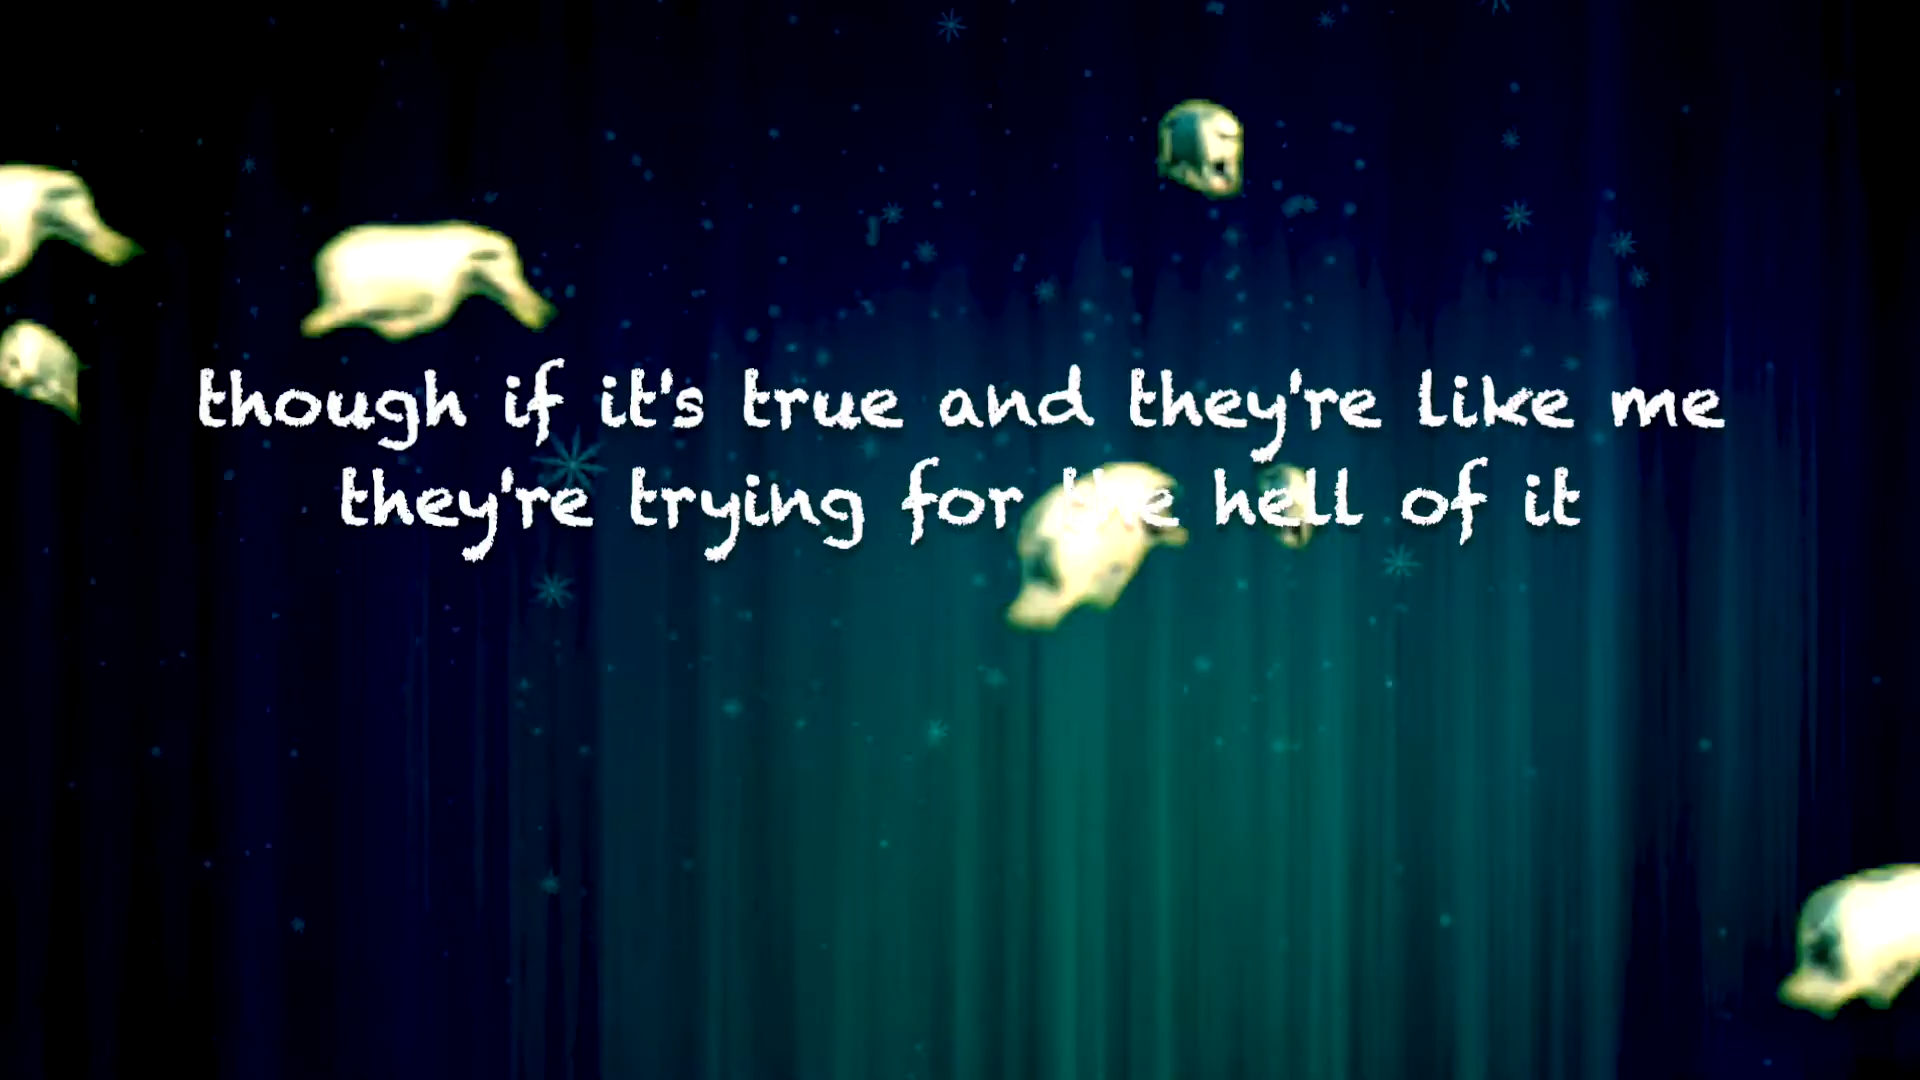 though if it's true and they're like me
they're trying for the hell of it